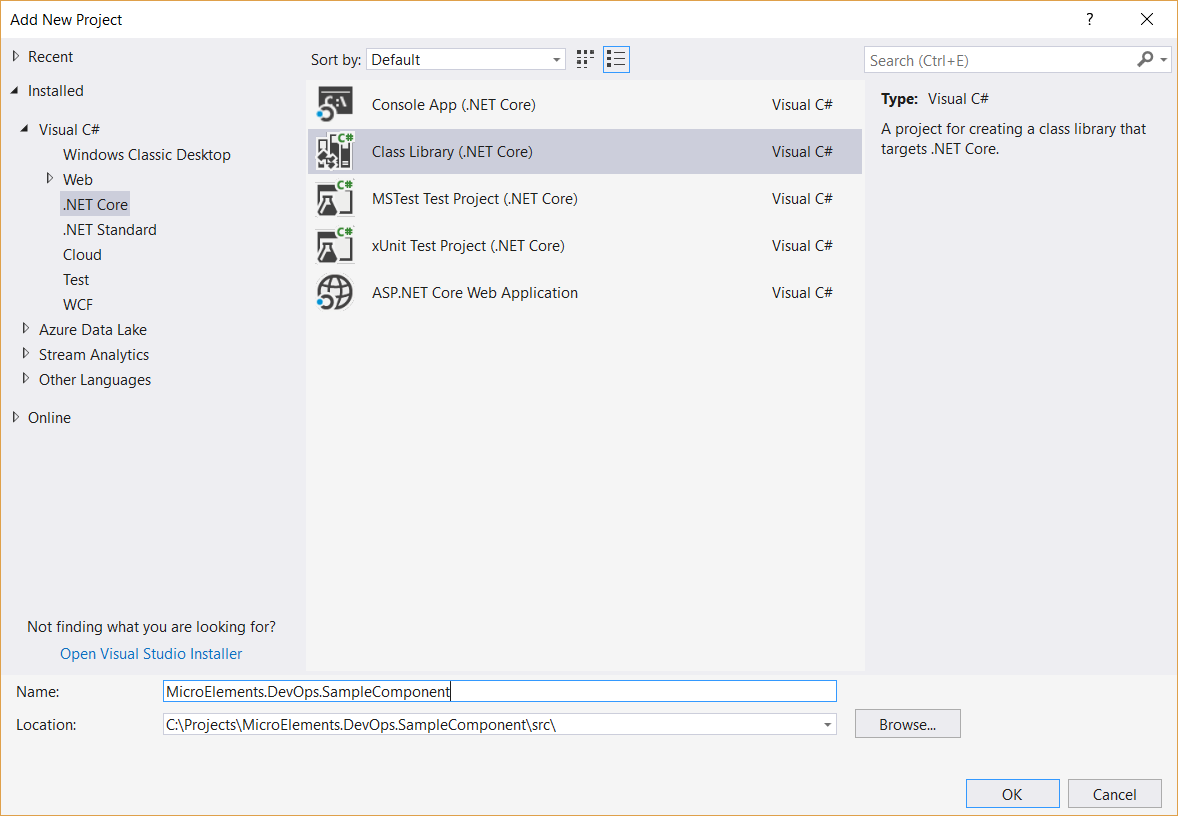 Add New Project
?
Recent
Installed
Visual C#
Windows Classic Desktop
Web
.NET Core
.NET Standard
Cloud
Test
WCF
Azure Data Lake
Stream Analytics
Other Languages
Online
Not finding what you are looking for?
Open Visual Studio Installer
Sort by: Default
Console App (.NET Core) Visual C#
Class Library (.NET Core) Visual C#
MSTest Test Project (.NET Core) Visual C#
xUnit Test Project (.NET Core) Visual C#
ASP.NET Core Web Application Visual C#
Search (Ctrl+E)
Type: Visual C#
A project for creating a class library that
targets .NET Core.
Name: MicroElements.DevOps.SampleComponent
Location: C:\Projects\MicroElements.DevOps.SampleComponent\src\
Browse...
OK Cancel